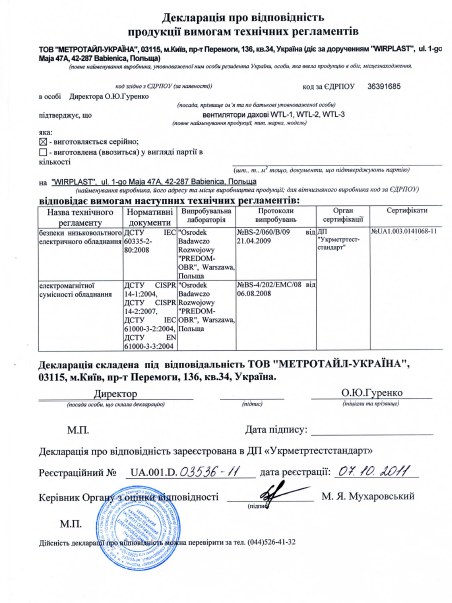 Декларація про відповідність
продукції вимогам технічних регламентів
ТОВ "МЕТРОТАЙЛ-УКРАЇНА", 03115, м.Київ, пр-т Перемоги, 136, кв.34, Україна (діє за дорученням "WIRPLAST", ul. 1-go
Maja 47A, 42-287 Babienica, Польща)
(повне найменування виробника, уповноваженої ним особи резидента України, особи, яка ввела продукцію в обіг, місцезнаходження,
код згідно з ЄДРПОУ (за наявності)
код за ЄДРПОУ 36391685
в особі Директора О.Ю.Гуренко
(посада, прізвище ім'я та по батькові уповноваженої особи)
підтверджує, що вентилятори дахові WTL-1, WTL-2, WTL-3
(повне найменування продукції, тип, марка, модель)
яка:
☒ - виготовляється серійно;
☐ - виготовлена (ввозиться) у вигляді партії в
кількості
(шт., т., м³ тощо, документи, що підтверджують партію)
на "WIRPLAST", ul. 1-go Maja 47A, 42-287 Babienica, Польща
(найменування виробника, його адреса та місце виробництва продукції; для вітчизняного виробника код за ЄДРПОУ)
відповідає вимогам наступних технічних регламентів:
Назва технічного регламенту Нормативні документи Випробувальна лабораторія Протоколи випробувань Орган сертифікації Сертифікати
безпеки низьковольтного електричного обладнання ДСТУ IEC 60335-2-80:2008 "Osrodek Badawczo Rozwojowy "PREDOM-OBR", Warszawa, Польща №BS-2/060/B/09 від 21.04.2009 ДП "Укрметртест-стандарт" №UA1.003.0141068-11
електромагнітної сумісності обладнання ДСТУ CISPR 14-1:2004, ДСТУ CISPR 14-2:2007, ДСТУ IEC 61000-3-2:2004, ДСТУ EN 61000-3-3:2004 "Osrodek Badawczo Rozwojowy "PREDOM-OBR", Warszawa, Польща №BS-4/202/EMC/08 від 06.08.2008
Декларація складена під відповідальність ТОВ "МЕТРОТАЙЛ-УКРАЇНА",
03115, м.Київ, пр-т Перемоги, 136, кв.34, Україна.
Директор О.Ю.Гуренко
(посада особи, що склала декларацію) (підпис) (ініціали та прізвище)
М.П. Дата підпису:
Декларація про відповідність зареєстрована в ДП «Укрметртестстандарт»
Реєстраційний № UA.001.D. 03536-11 дата реєстрації: 07.10.2011
Керівник Органу з оцінки відповідності М. Я. Мухаровський
(підпис)
М.П.
Дійсність декларації про відповідність можна перевірити за тел. (044)526-41-32